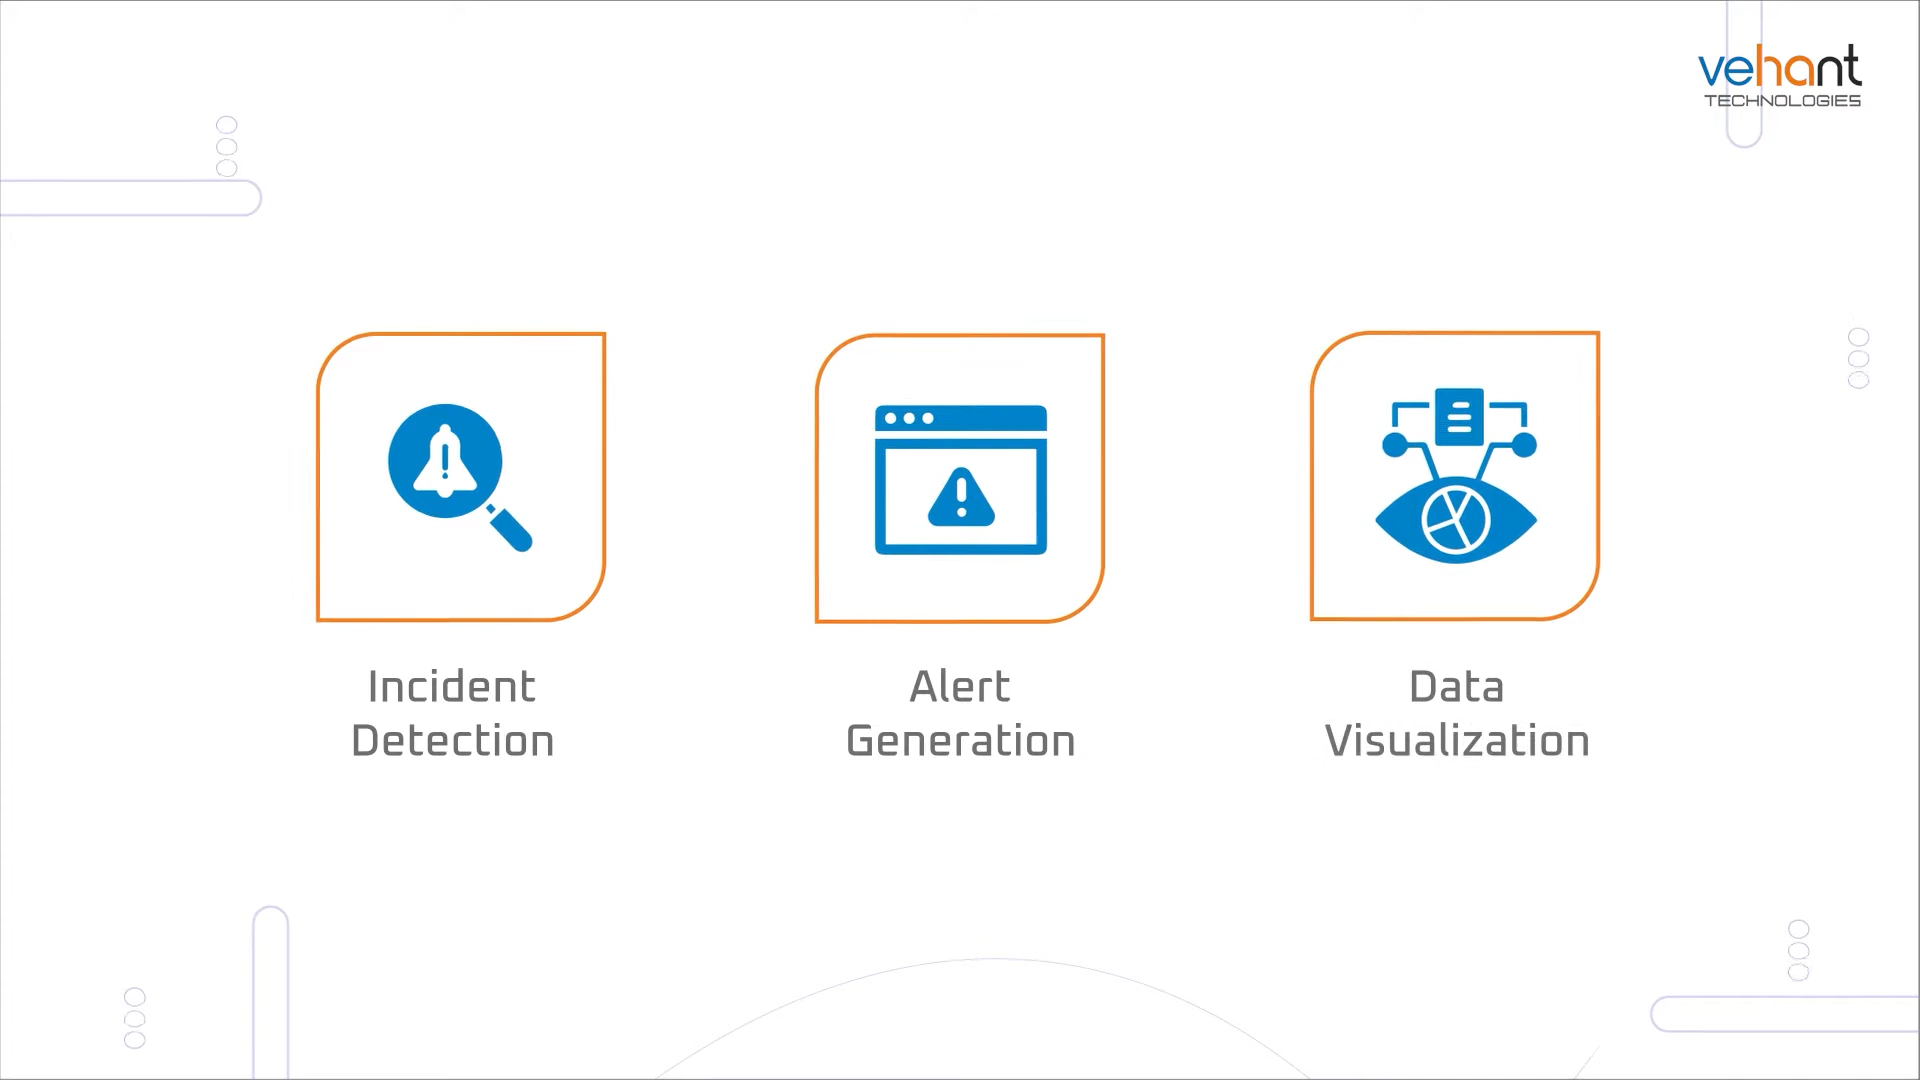 vehant
TECHNOLOGIES
Incident
Detection
Alert
Generation
Data
Visualization